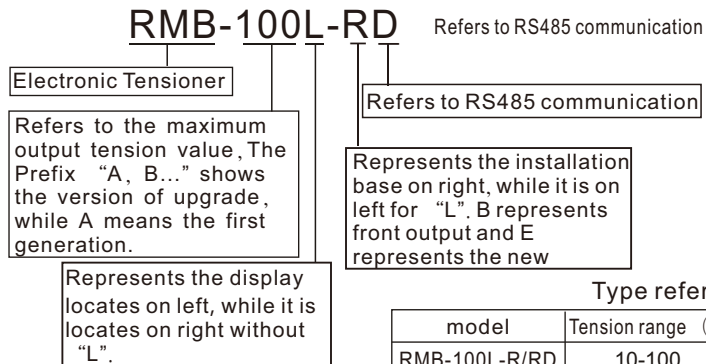 RMB-100L-RD
Refers to RS485 communication
Electronic Tensioner
Refers to RS485 communication
Refers to the maximum
output tension value, The
Prefix “A, B...” shows
the version of upgrade,
while A means the first
generation.
Represents the installation
base on right, while it is on
left for “L”. B represents
front output and E
represents the new
Represents the display
locates on left, while it is
locates on right without
“L”.
Type refer
model Tension range (
RMB-100L-R/RD 10-100